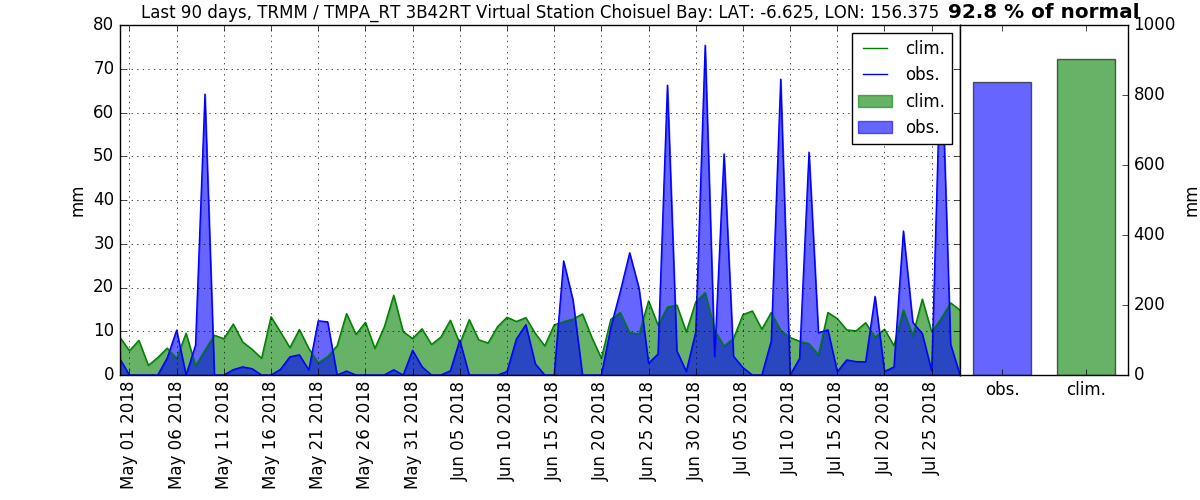 Last 90 days, TRMM / TMPA_RT 3B42RT Virtual Station Choisuel Bay: LAT: -6.625, LON: 156.375 92.8 % of normal
80
70
60
50
40
30
20
10
0
mm
clim.
obs.
clim.
obs.
May 01 2018
May 06 2018
May 11 2018
May 16 2018
May 21 2018
May 26 2018
May 31 2018
Jun 05 2018
Jun 10 2018
Jun 15 2018
Jun 20 2018
Jun 25 2018
Jun 30 2018
Jul 05 2018
Jul 10 2018
Jul 15 2018
Jul 20 2018
Jul 25 2018
obs. clim.
1000
800
600
400
200
0
mm